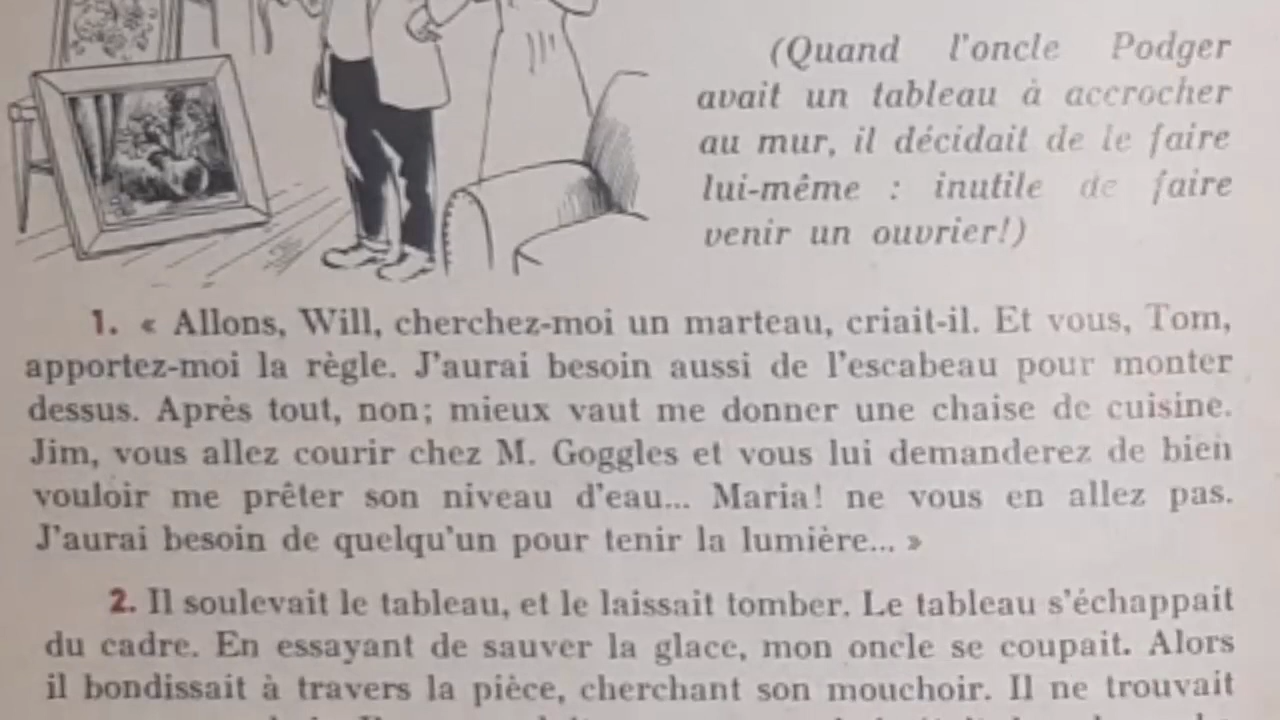 (Quand l'oncle Podger
avait un tableau à accrocher
au mur, il décidait de le faire
lui-même : inutile de faire
venir un ouvrier!)
1. « Allons, Will, cherchez-moi un marteau, criait-il. Et vous, Tom,
apportez-moi la règle. J'aurai besoin aussi de l'escabeau pour monter
dessus. Après tout, non; mieux vaut me donner une chaise de cuisine.
Jim, vous allez courir chez M. Goggles et vous lui demanderez de bien
vouloir me prêter son niveau d'eau... Maria! ne vous en allez pas.
J'aurai besoin de quelqu'un pour tenir la lumière... »
2. Il soulevait le tableau, et le laissait tomber. Le tableau s'échappait
du cadre. En essayant de sauver la glace, mon oncle se coupait. Alors
il bondissait à travers la pièce, cherchant son mouchoir. Il ne trouvait